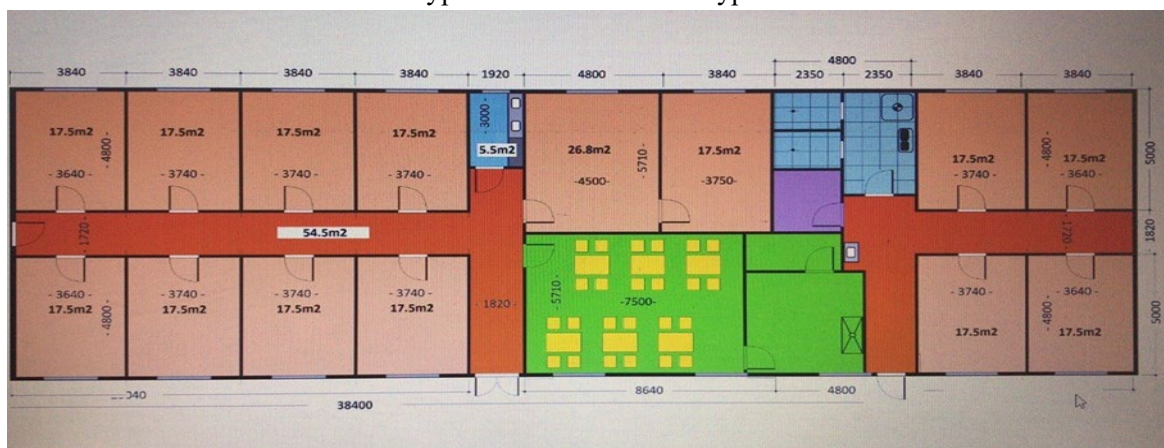 4800
3840 3840 3840 3840 1920 4800 3840 2350 2350 3840 3840
17.5m2 17.5m2 17.5m2 17.5m2 - 3000 - 5.5m2 26.8m2 17.5m2 17.5m2 17.5m2
- 4800 - - 5710 - - 4800 - 5000
- 3640 - - 3740 - - 3740 - - 3740 - -4500- -3750- - 3740 - - 3640 -
- 1720 - 54.5m2 - 1720 - 1820
- 3640 - - 3740 - - 3740 - - 3740 - - 1820 - - 5710 - -7500- - 3740 - - 3640 -
17.5m2 17.5m2 17.5m2 17.5m2 17.5m2 17.5m2
- 4800 - - 4800 - 5000
8640 4800
38400